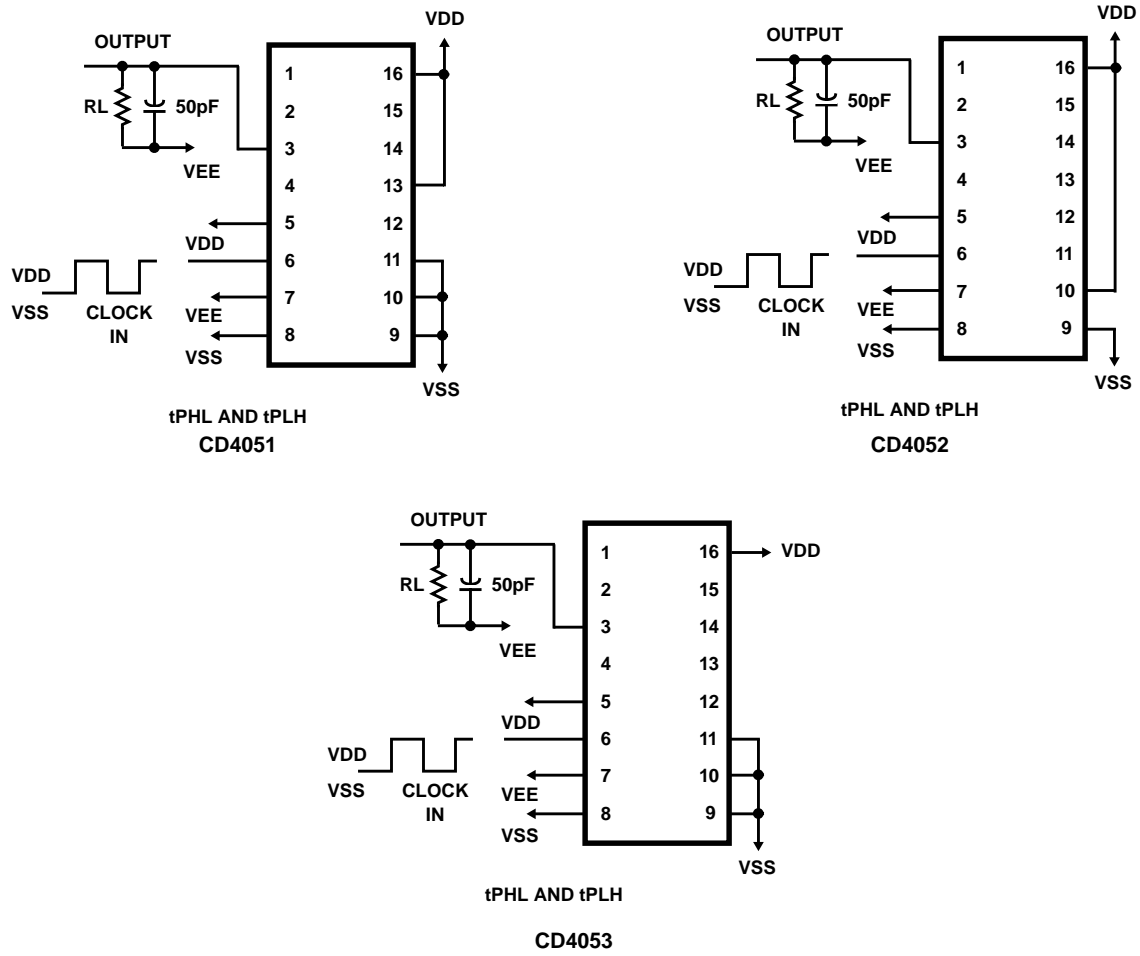 VDD
OUTPUT
1 16
RL 50pF
2 15
3 14
VEE
4 13
5 12
VDD
VDD
6 11
VSS
CLOCK
IN
7 10
VEE
8 9
VSS
VSS
tPHL AND tPLH
CD4051
VDD
OUTPUT
1 16
RL 50pF
2 15
3 14
VEE
4 13
5 12
VDD
VDD
6 11
VSS
CLOCK
IN
7 10
VEE
8 9
VSS
VSS
tPHL AND tPLH
CD4052
OUTPUT
1 16
VDD
RL 50pF
2 15
3 14
VEE
4 13
5 12
VDD
VDD
6 11
VSS
CLOCK
IN
7 10
VEE
8 9
VSS
VSS
tPHL AND tPLH
CD4053